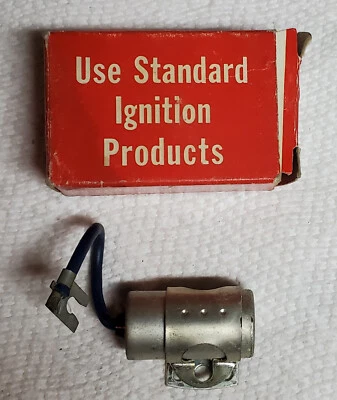 Use Standard
Ignition
Products